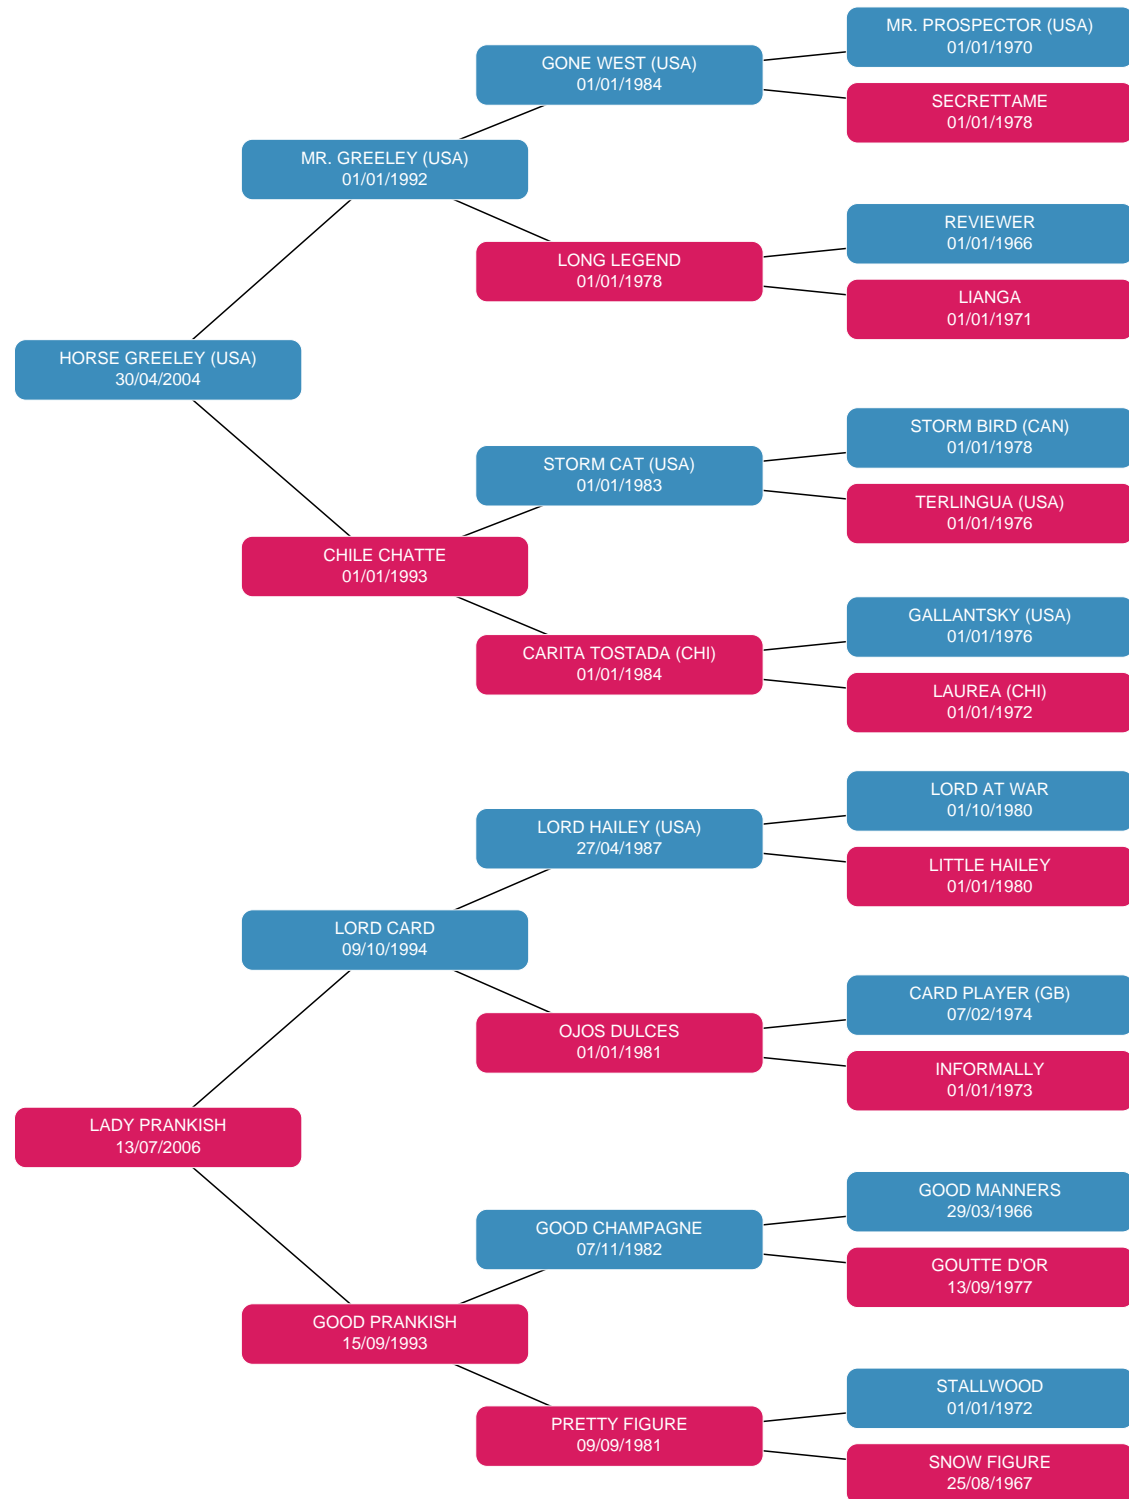 MR. PROSPECTOR (USA)
01/01/1970
GONE WEST (USA)
01/01/1984
SECRETTAME
01/01/1978
MR. GREELEY (USA)
01/01/1992
REVIEWER
01/01/1966
LONG LEGEND
01/01/1978
LIANGA
01/01/1971
HORSE GREELEY (USA)
30/04/2004
STORM BIRD (CAN)
01/01/1978
STORM CAT (USA)
01/01/1983
TERLINGUA (USA)
01/01/1976
CHILE CHATTE
01/01/1993
GALLANTSKY (USA)
01/01/1976
CARITA TOSTADA (CHI)
01/01/1984
LAUREA (CHI)
01/01/1972
LORD AT WAR
01/10/1980
LORD HAILEY (USA)
27/04/1987
LITTLE HAILEY
01/01/1980
LORD CARD
09/10/1994
CARD PLAYER (GB)
07/02/1974
OJOS DULCES
01/01/1981
INFORMALLY
01/01/1973
LADY PRANKISH
13/07/2006
GOOD MANNERS
29/03/1966
GOOD CHAMPAGNE
07/11/1982
GOUTTE D'OR
13/09/1977
GOOD PRANKISH
15/09/1993
STALLWOOD
01/01/1972
PRETTY FIGURE
09/09/1981
SNOW FIGURE
25/08/1967